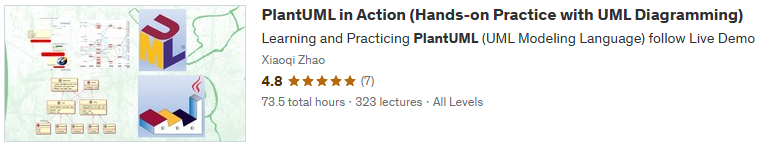 PlantUML in Action (Hands-on Practice with UML Diagramming)
Learning and Practicing PlantUML (UML Modeling Language) follow Live Demo
Xiaoqi Zhao
4.8 (7)
73.5 total hours · 323 lectures · All Levels
UML